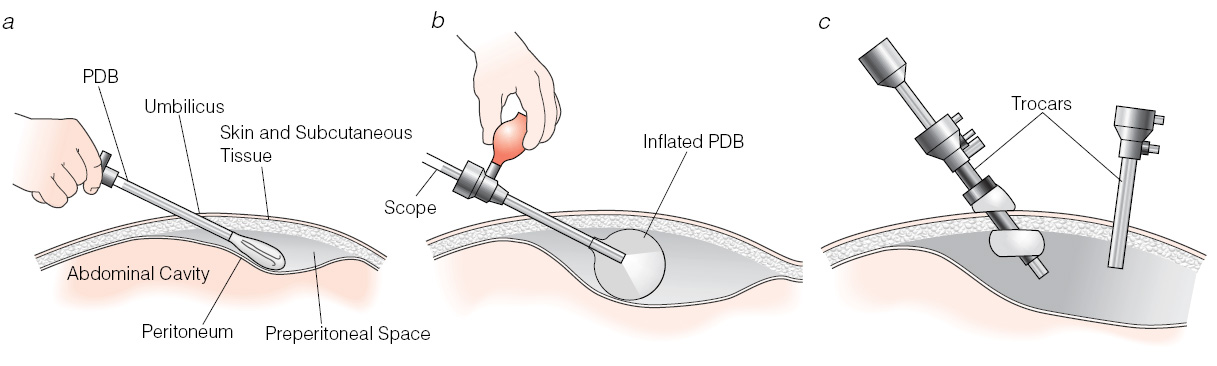 a
b
c
PDB
Umbilicus
Skin and Subcutaneous
Tissue
Abdominal Cavity
Peritoneum
Preperitoneal Space
Scope
Inflated PDB
Trocars